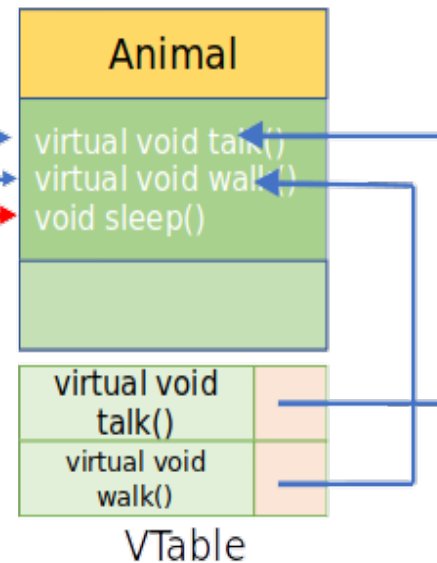 Animal
virtual void talk()
virtual void walk()
void sleep()
virtual void
talk()
virtual void
walk()
VTable